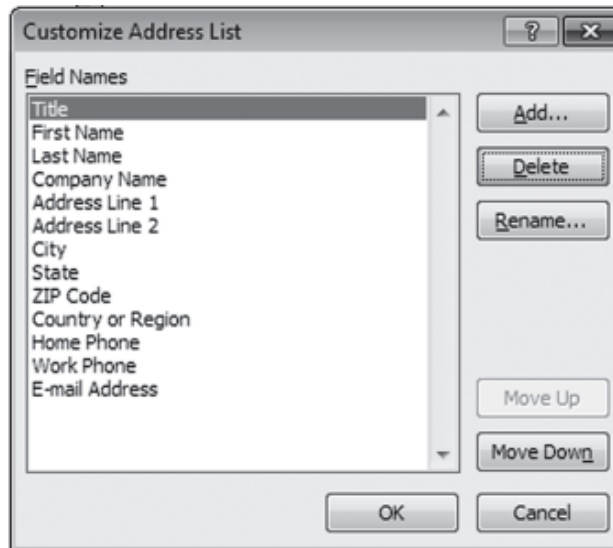 Customize Address List
Field Names
Title
First Name
Last Name
Company Name
Address Line 1
Address Line 2
City
State
ZIP Code
Country or Region
Home Phone
Work Phone
E-mail Address
Add...
Delete
Rename...
Move Up
Move Down
OK
Cancel